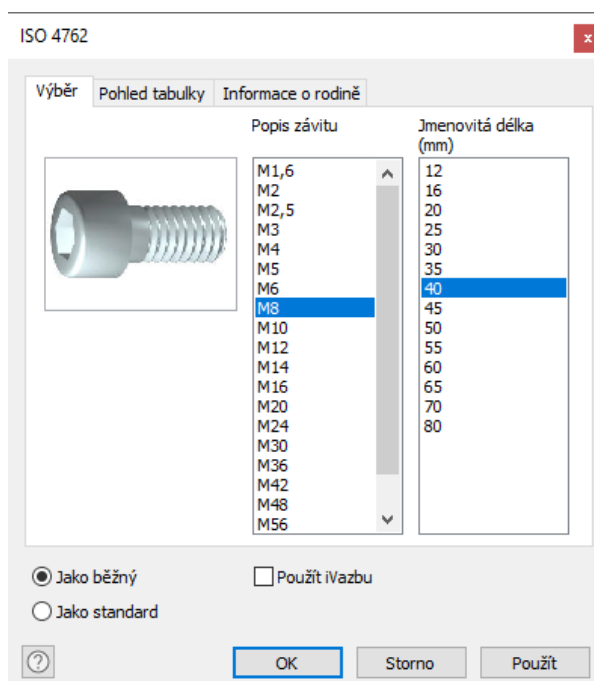 ISO 4762
x
Výběr Pohled tabulky Informace o rodině
Popis závitu
M1,6
M2
M2,5
M3
M4
M5
M6
M8
M10
M12
M14
M16
M20
M24
M30
M36
M42
M48
M56
Jmenovitá délka
(mm)
12
16
20
25
30
35
40
45
50
55
60
65
70
80
Jako běžný
Použít iVazbu
Jako standard
?
OK Storno Použít